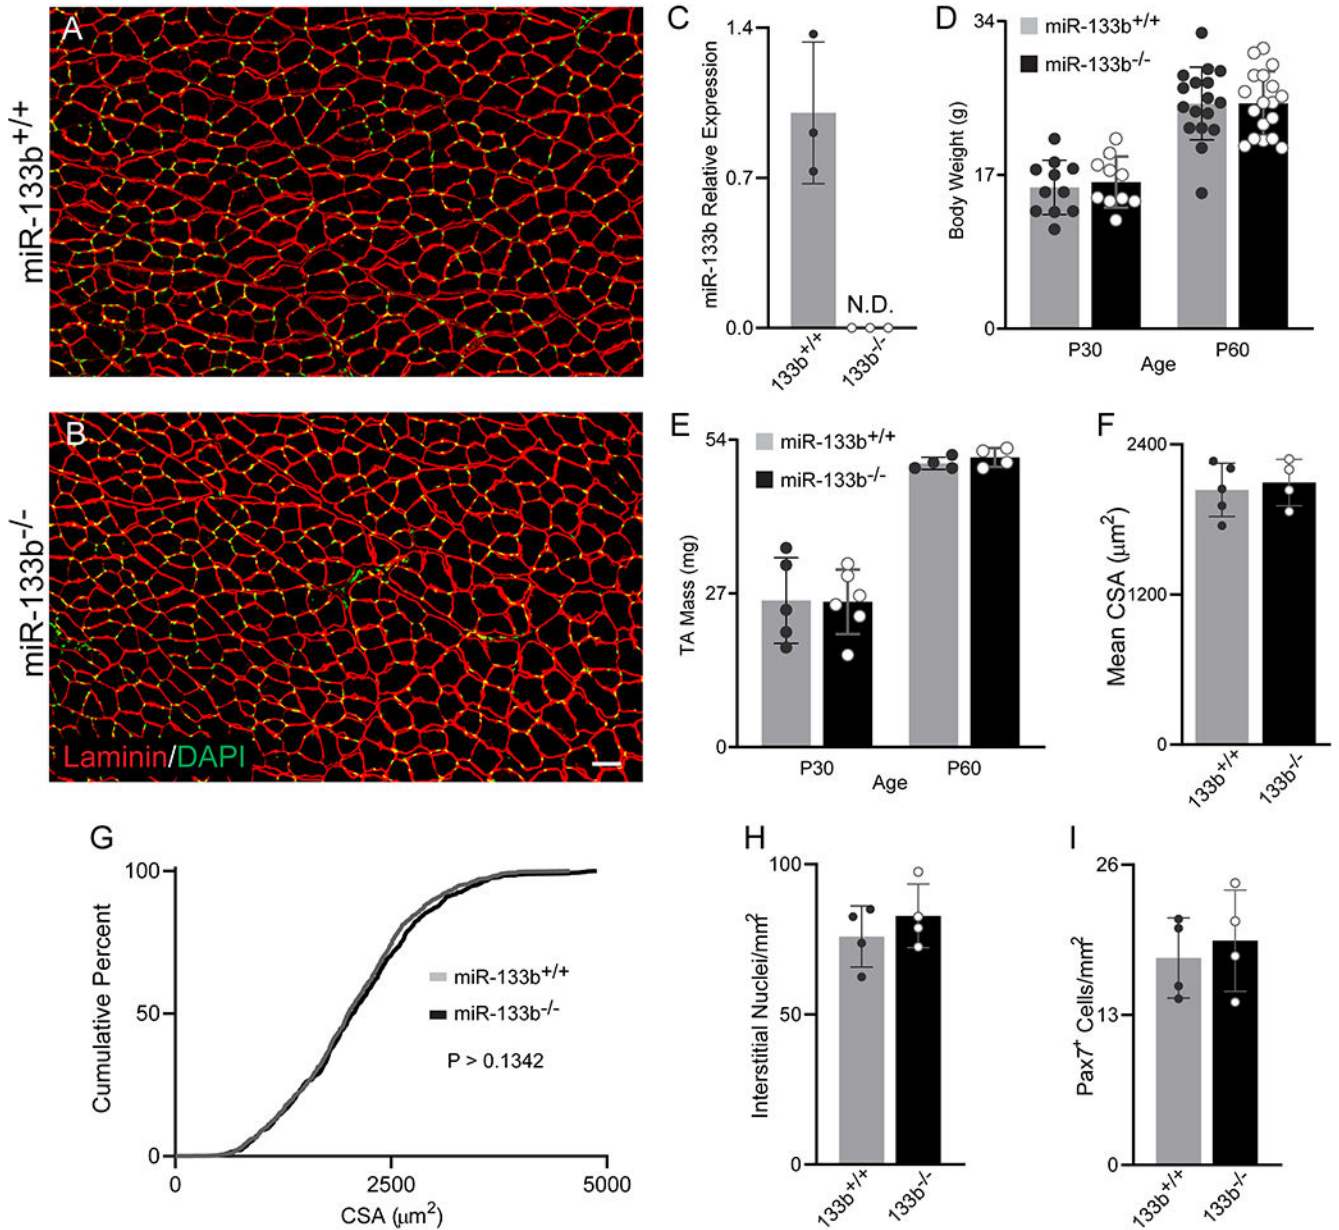 A
miR-133b+/+
B
miR-133b-/-
Laminin/DAPI
C
miR-133b Relative Expression
1.4
0.7
0.0
N.D.
133b+/+
133b-/-
D
Body Weight (g)
34
17
0
miR-133b+/+
miR-133b-/-
P30
P60
Age
E
TA Mass (mg)
54
27
0
miR-133b+/+
miR-133b-/-
P30
P60
Age
F
Mean CSA (μm2)
2400
1200
0
133b+/+
133b-/-
G
Cumulative Percent
100
50
0
miR-133b+/+
miR-133b-/-
P > 0.1342
0
2500
5000
CSA (μm2)
H
Interstitial Nuclei/mm2
100
50
0
133b+/+
133b-/-
I
Pax7+ Cells/mm2
26
13
0
133b+/+
133b-/-